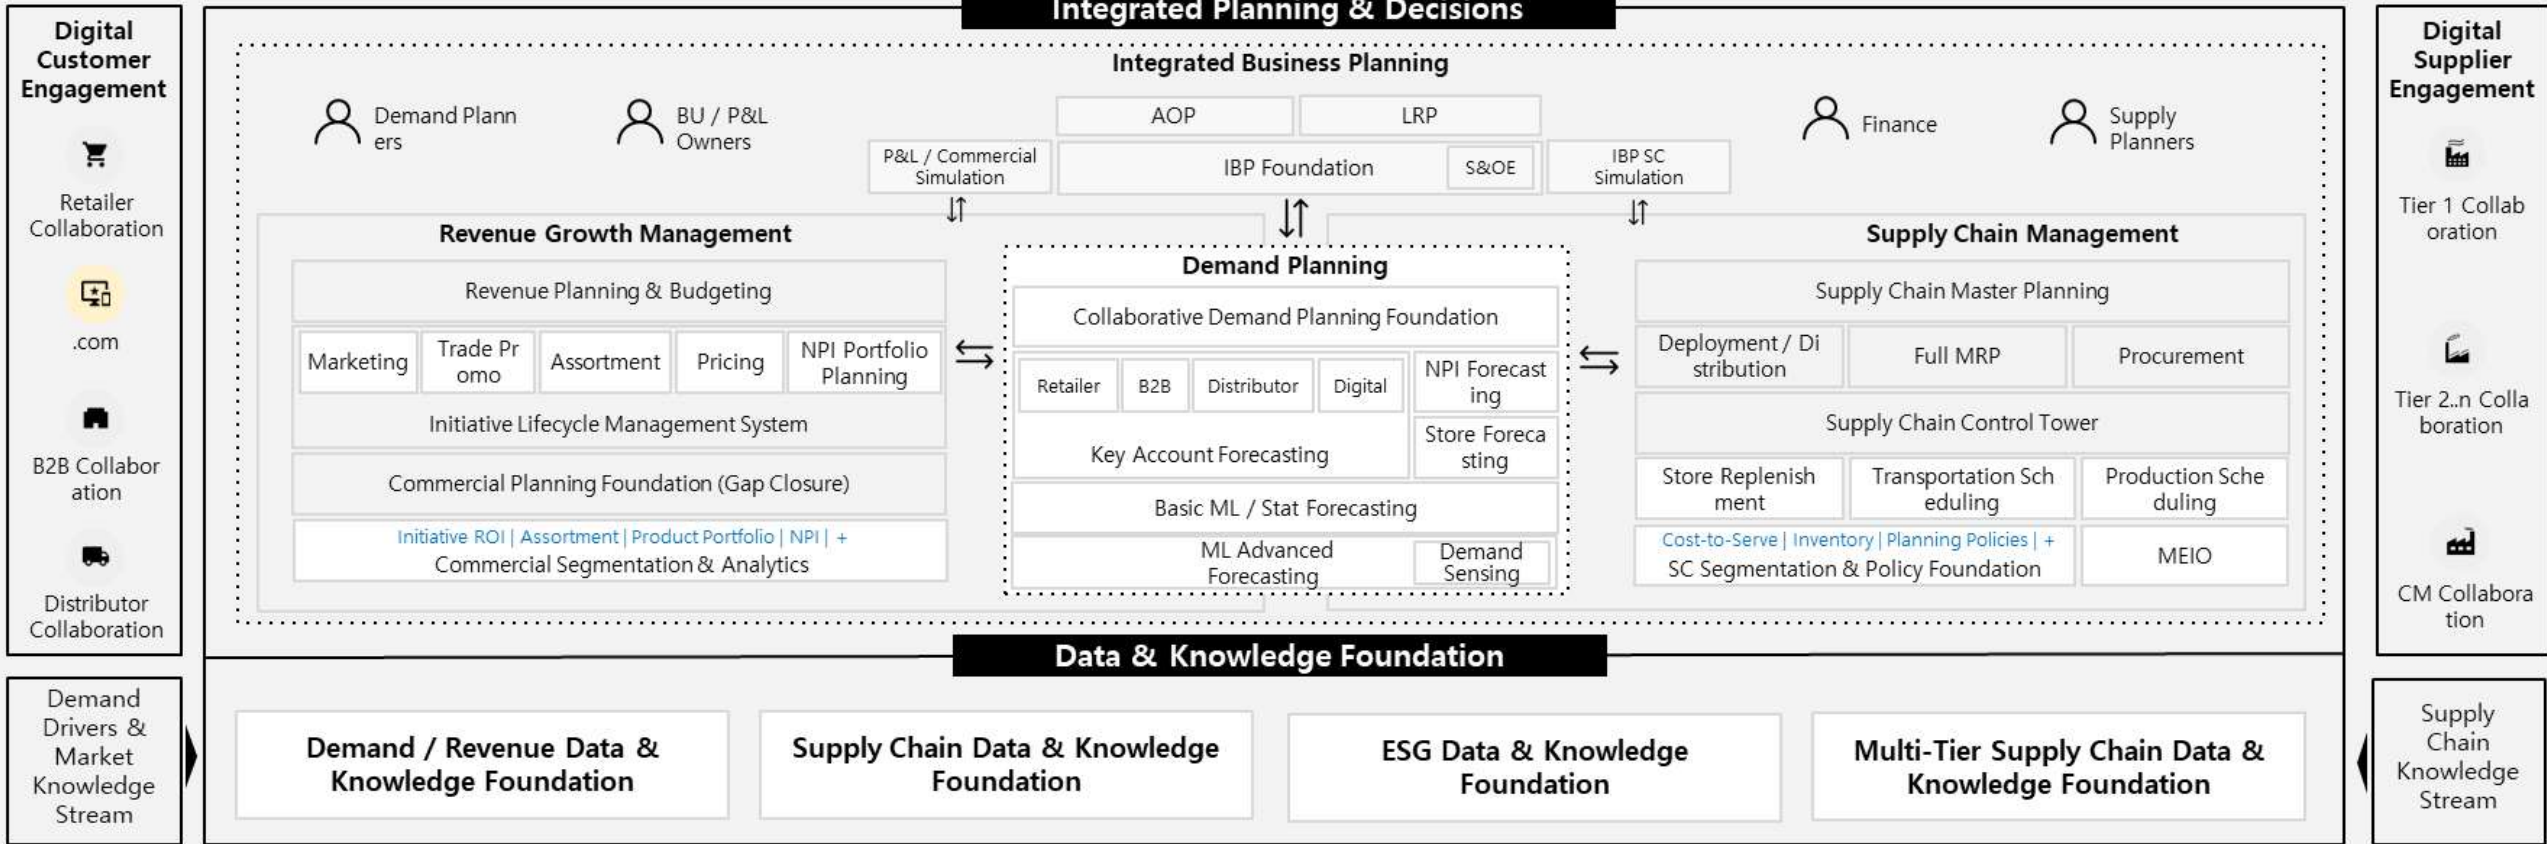 Integrated Planning & Decisions
Digital
Customer
Engagement
Retailer
Collaboration
.com
B2B Collabor
ation
Distributor
Collaboration
Integrated Business Planning
Demand Plann
ers
BU / P&L
Owners
AOP
LRP
Finance
Supply
Planners
P&L / Commercial
Simulation
IBP Foundation
S&OE
IBP SC
Simulation
Revenue Growth Management
Revenue Planning & Budgeting
Marketing
Trade Pr
omo
Assortment
Pricing
NPI Portfolio
Planning
Initiative Lifecycle Management System
Commercial Planning Foundation (Gap Closure)
Initiative ROI | Assortment | Product Portfolio | NPI | +
Commercial Segmentation & Analytics
Demand Planning
Collaborative Demand Planning Foundation
Retailer
B2B
Distributor
Digital
NPI Forecast
ing
Key Account Forecasting
Store Foreca
sting
Basic ML / Stat Forecasting
ML Advanced
Forecasting
Demand
Sensing
Supply Chain Management
Supply Chain Master Planning
Deployment / Di
stribution
Full MRP
Procurement
Supply Chain Control Tower
Store Replenish
ment
Transportation Sch
eduling
Production Sche
duling
Cost-to-Serve | Inventory | Planning Policies | +
SC Segmentation & Policy Foundation
MEIO
Digital
Supplier
Engagement
Tier 1 Collab
oration
Tier 2..n Colla
boration
CM Collabora
tion
Data & Knowledge Foundation
Demand
Drivers &
Market
Knowledge
Stream
Demand / Revenue Data &
Knowledge Foundation
Supply Chain Data & Knowledge
Foundation
ESG Data & Knowledge
Foundation
Multi-Tier Supply Chain Data &
Knowledge Foundation
Supply
Chain
Knowledge
Stream